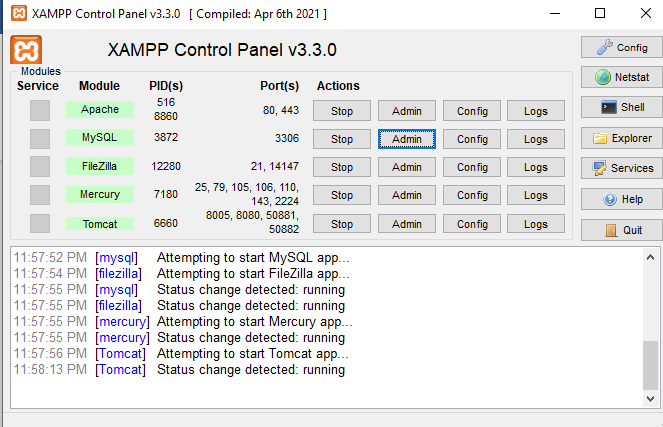 XAMPP Control Panel v3.3.0 [ Compiled: Apr 6th 2021 ]
XAMPP Control Panel v3.3.0
Config
Modules
Service Module PID(s) Port(s) Actions
Netstat
Apache 516 8860 80, 443 Stop Admin Config Logs
Shell
MySQL 3872 3306 Stop Admin Config Logs
Explorer
FileZilla 12280 21, 14147 Stop Admin Config Logs
Services
Mercury 7180 25, 79, 105, 106, 110, 143, 2224 Stop Admin Config Logs
Help
Tomcat 6660 8005, 8080, 50881, 50882 Stop Admin Config Logs
Quit
11:57:52 PM [mysql] Attempting to start MySQL app...
11:57:54 PM [filezilla] Attempting to start FileZilla app...
11:57:55 PM [mysql] Status change detected: running
11:57:55 PM [filezilla] Status change detected: running
11:57:55 PM [mercury] Attempting to start Mercury app...
11:57:55 PM [mercury] Status change detected: running
11:57:56 PM [Tomcat] Attempting to start Tomcat app...
11:58:13 PM [Tomcat] Status change detected: running